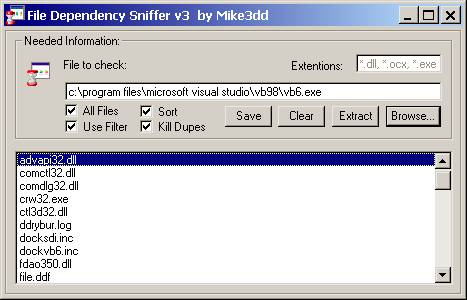 File Dependency Sniffer v3 by Mike3dd
Needed Information:
File to check:
Extentions:
*.dll, *.ocx, *.exe
c:\program files\microsoft visual studio\vb98\vb6.exe
All Files
Sort
Use Filter
Kill Dupes
Save
Clear
Extract
Browse...
advapi32.dll
comctl32.dll
comdlg32.dll
crw32.exe
ctl3d32.dll
ddrybur.log
docksdi.inc
dockvb6.inc
fdao350.dll
file.ddf